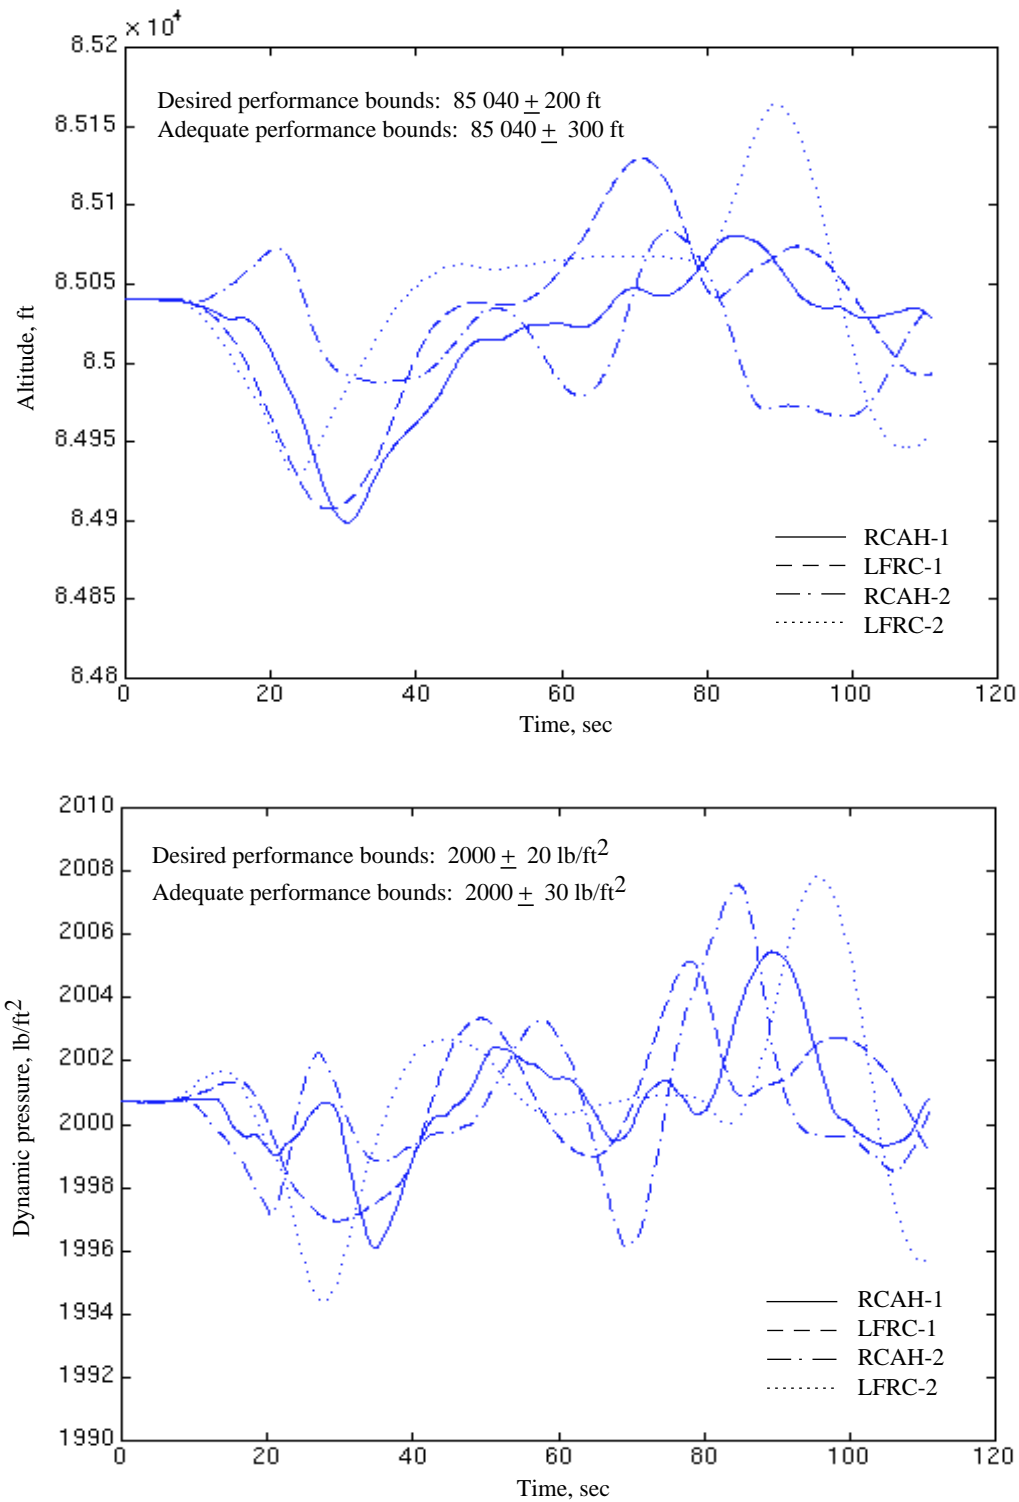 × 10⁴
8.52
Desired performance bounds: 85 040 ± 200 ft
Adequate performance bounds: 85 040 ± 300 ft
8.515
8.51
8.505
8.5
8.495
8.49
8.485
8.48
Altitude, ft
RCAH-1
LFRC-1
RCAH-2
LFRC-2
0 20 40 60 80 100 120
Time, sec
2010
Desired performance bounds: 2000 ± 20 lb/ft²
Adequate performance bounds: 2000 ± 30 lb/ft²
2008
2006
2004
2002
2000
1998
1996
1994
1992
1990
Dynamic pressure, lb/ft²
RCAH-1
LFRC-1
RCAH-2
LFRC-2
0 20 40 60 80 100 120
Time, sec